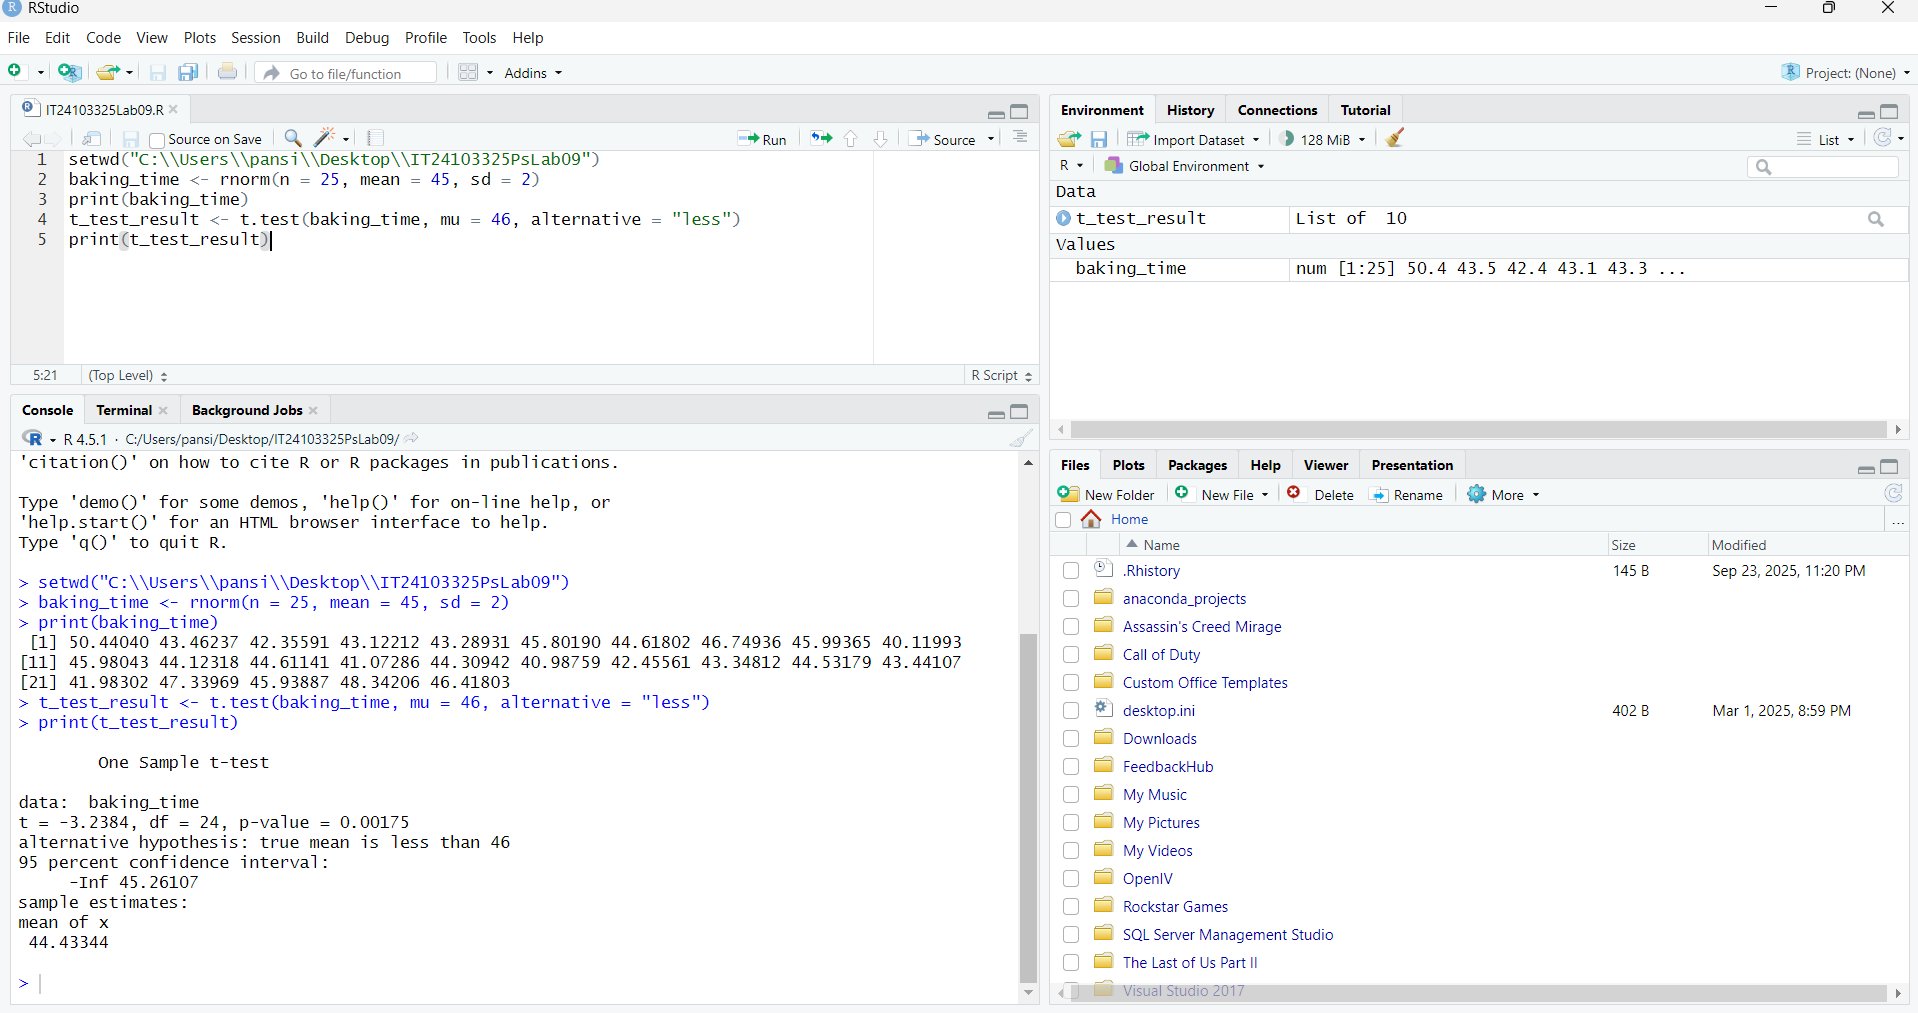 RStudio
File Edit Code View Plots Session Build Debug Profile Tools Help
Go to file/function Addins Project: (None)
IT24103325Lab09.R
Source on Save Run Source
1 setwd("C:\\Users\\pansi\\Desktop\\IT24103325PsLab09")
2 baking_time <- rnorm(n = 25, mean = 45, sd = 2)
3 print(baking_time)
4 t_test_result <- t.test(baking_time, mu = 46, alternative = "less")
5 print(t_test_result)
5:21 (Top Level) R Script
Console Terminal Background Jobs
R 4.5.1 · C:/Users/pansi/Desktop/IT24103325PsLab09/
'citation()' on how to cite R or R packages in publications.
Type 'demo()' for some demos, 'help()' for on-line help, or
'help.start()' for an HTML browser interface to help.
Type 'q()' to quit R.
> setwd("C:\\Users\\pansi\\Desktop\\IT24103325PsLab09")
> baking_time <- rnorm(n = 25, mean = 45, sd = 2)
> print(baking_time)
[1] 50.44040 43.46237 42.35591 43.12212 43.28931 45.80190 44.61802 46.74936 45.99365 40.11993
[11] 45.98043 44.12318 44.61141 41.07286 44.30942 40.98759 42.45561 43.34812 44.53179 43.44107
[21] 41.98302 47.33969 45.93887 48.34206 46.41803
> t_test_result <- t.test(baking_time, mu = 46, alternative = "less")
> print(t_test_result)
One Sample t-test
data: baking_time
t = -3.2384, df = 24, p-value = 0.00175
alternative hypothesis: true mean is less than 46
95 percent confidence interval:
-Inf 45.26107
sample estimates:
mean of x
44.43344
>
Environment History Connections Tutorial
Import Dataset 128 MiB List
R Global Environment
Data
t_test_result List of 10
Values
baking_time num [1:25] 50.4 43.5 42.4 43.1 43.3 ...
Files Plots Packages Help Viewer Presentation
New Folder New File Delete Rename More
Home ...
Name Size Modified
.Rhistory 145 B Sep 23, 2025, 11:20 PM
anaconda_projects
Assassin's Creed Mirage
Call of Duty
Custom Office Templates
desktop.ini 402 B Mar 1, 2025, 8:59 PM
Downloads
FeedbackHub
My Music
My Pictures
My Videos
OpenIV
Rockstar Games
SQL Server Management Studio
The Last of Us Part II
Visual Studio 2017